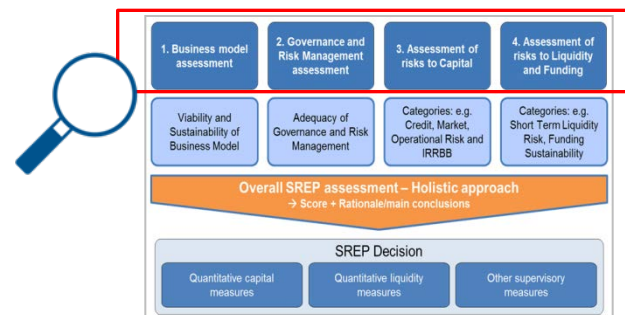 1. Business model
assessment
2. Governance and
Risk Management
assessment
3. Assessment of
risks to Capital
4. Assessment of
risks to Liquidity
and Funding
Viability and
Sustainability of
Business Model
Adequacy of
Governance and Risk
Management
Categories: e.g.
Credit, Market,
Operational Risk and
IRRBB
Categories: e.g.
Short Term Liquidity
Risk, Funding
Sustainability
Overall SREP assessment – Holistic approach
→ Score + Rationale/main conclusions
SREP Decision
Quantitative capital
measures
Quantitative liquidity
measures
Other supervisory
measures